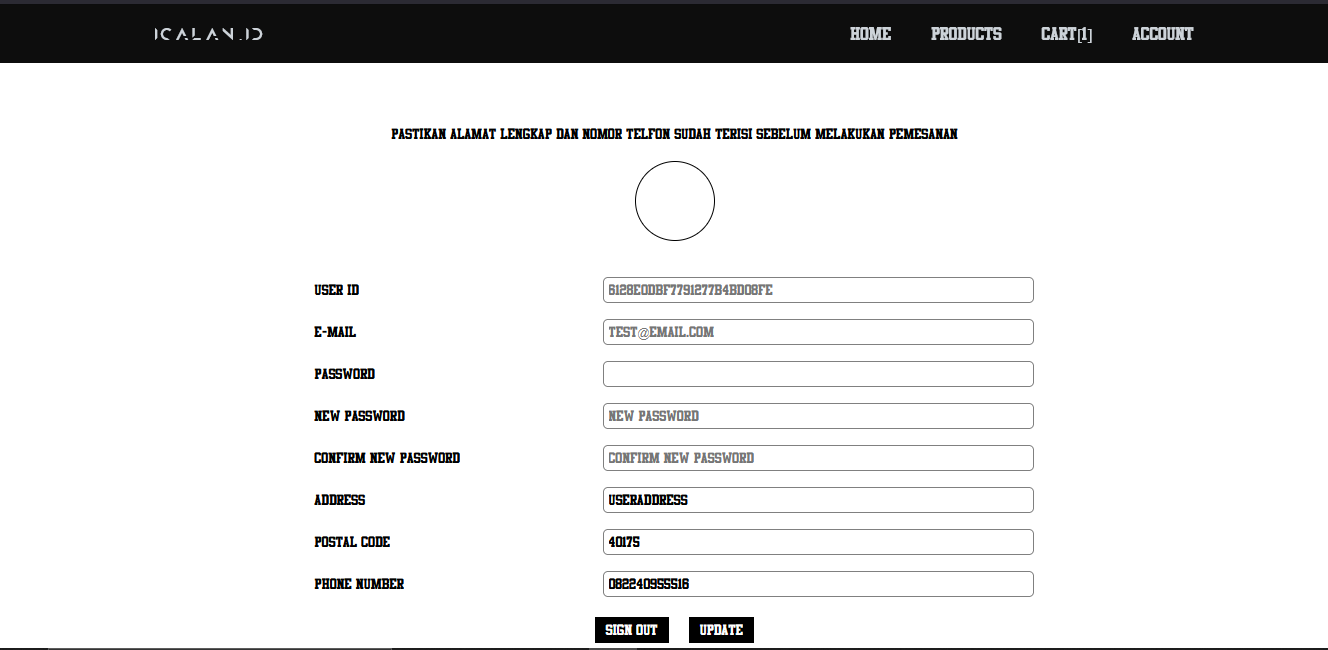 ICALAN.ID HOME PRODUCTS CART[1] ACCOUNT
PASTIKAN ALAMAT LENGKAP DAN NOMOR TELFON SUDAH TERISI SEBELUM MELAKUKAN PEMESANAN
USER ID 6128E0DBF7791277B4BD08FE
E-MAIL TEST@EMAIL.COM
PASSWORD
NEW PASSWORD NEW PASSWORD
CONFIRM NEW PASSWORD CONFIRM NEW PASSWORD
ADDRESS USERADDRESS
POSTAL CODE 40175
PHONE NUMBER 082240955516
SIGN OUT UPDATE